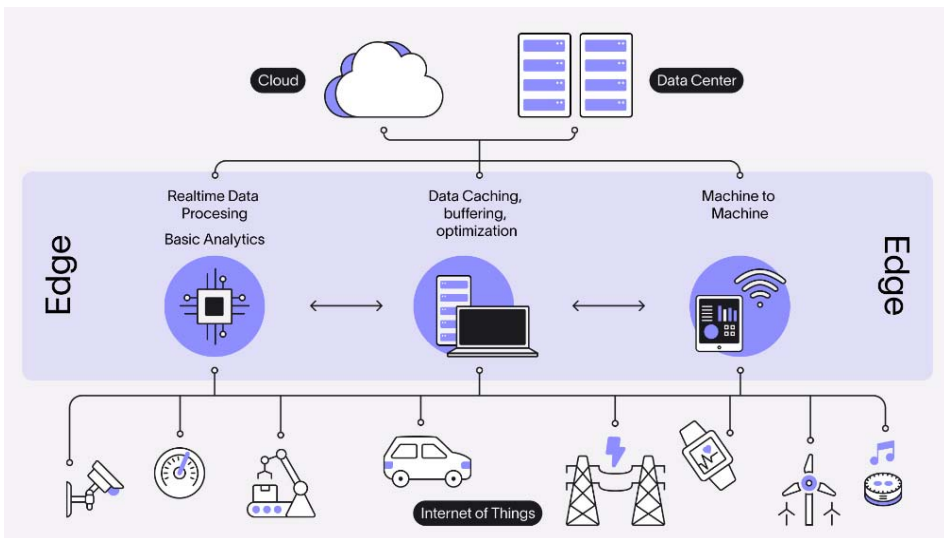 Cloud
Data Center
Edge
Realtime Data
Procesing
Basic Analytics
Data Caching,
buffering,
optimization
Machine to
Machine
Edge
Internet of Things